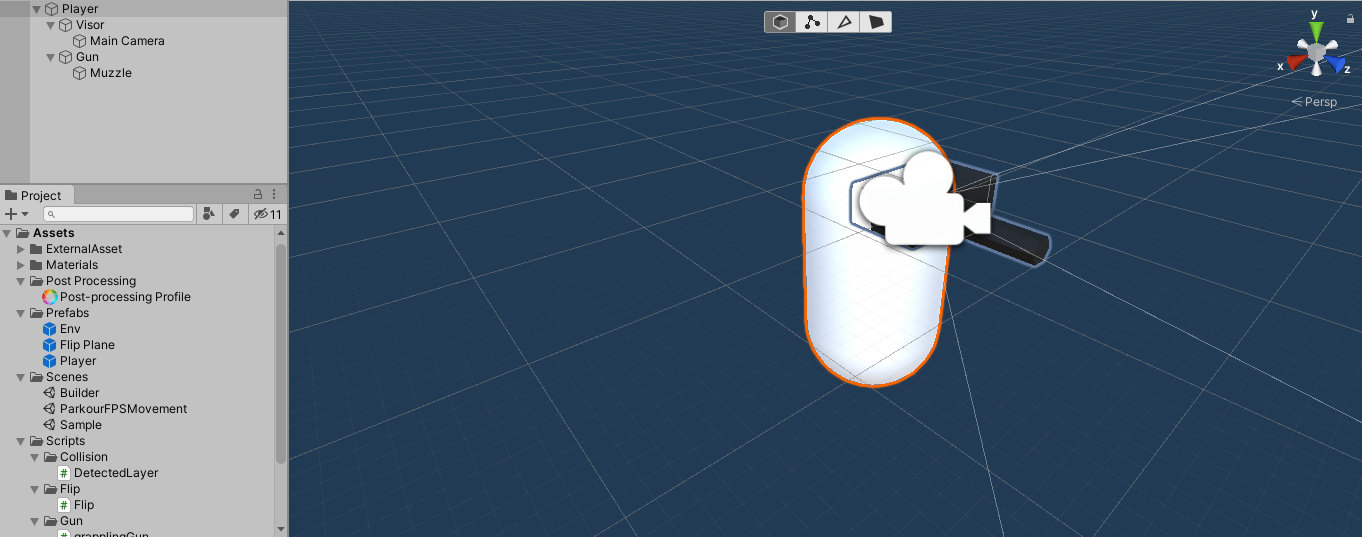 Player
Visor
Main Camera
Gun
Muzzle
Project
11
Assets
ExternalAsset
Materials
Post Processing
Post-processing Profile
Prefabs
Env
Flip Plane
Player
Scenes
Builder
ParkourFPSMovement
Sample
Scripts
Collision
# DetectedLayer
Flip
# Flip
Gun
# grapplingGun
y
x
z
Persp